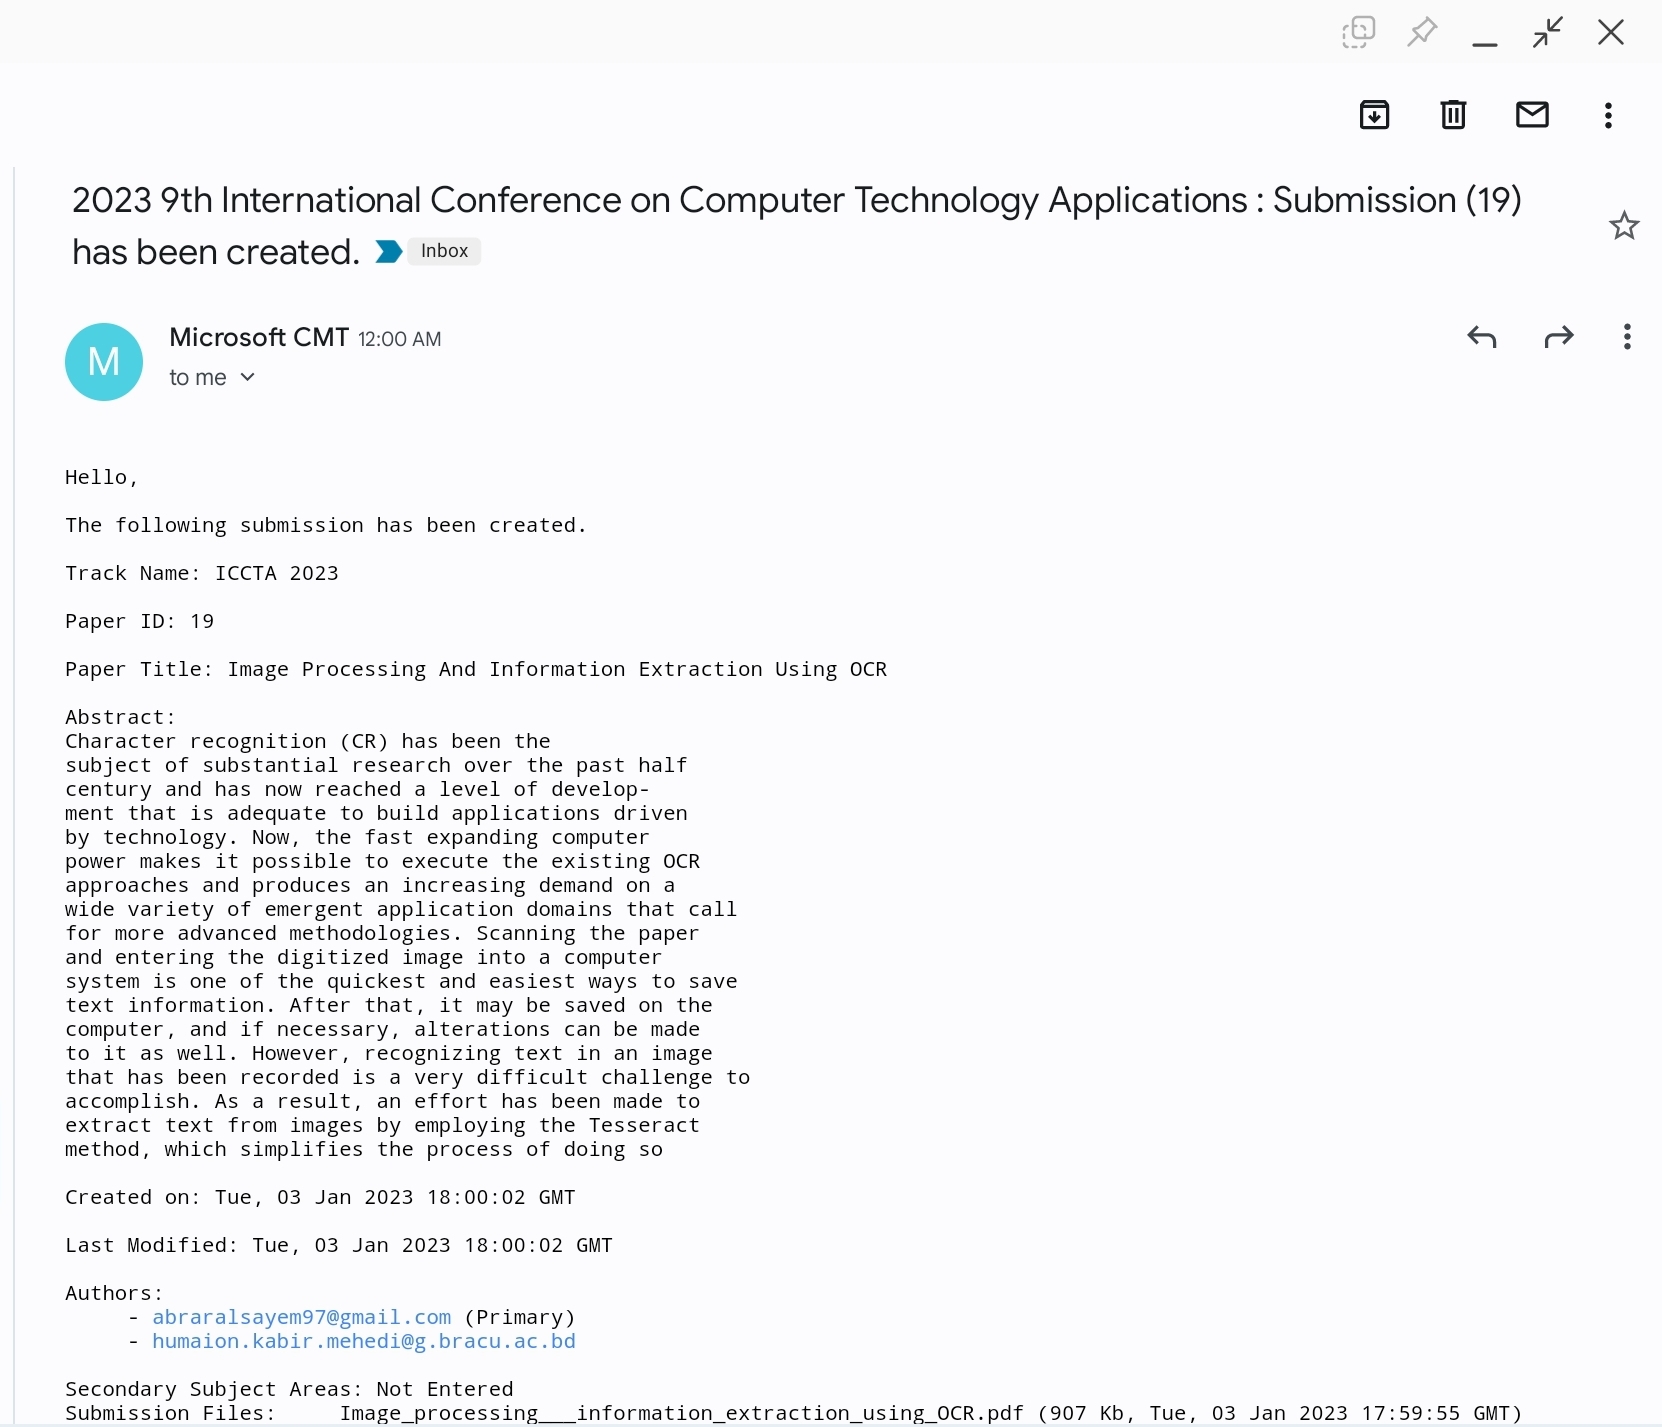 2023 9th International Conference on Computer Technology Applications : Submission (19)
has been created. Inbox
M
Microsoft CMT 12:00 AM
to me
Hello,
The following submission has been created.
Track Name: ICCTA 2023
Paper ID: 19
Paper Title: Image Processing And Information Extraction Using OCR
Abstract:
Character recognition (CR) has been the
subject of substantial research over the past half
century and has now reached a level of develop-
ment that is adequate to build applications driven
by technology. Now, the fast expanding computer
power makes it possible to execute the existing OCR
approaches and produces an increasing demand on a
wide variety of emergent application domains that call
for more advanced methodologies. Scanning the paper
and entering the digitized image into a computer
system is one of the quickest and easiest ways to save
text information. After that, it may be saved on the
computer, and if necessary, alterations can be made
to it as well. However, recognizing text in an image
that has been recorded is a very difficult challenge to
accomplish. As a result, an effort has been made to
extract text from images by employing the Tesseract
method, which simplifies the process of doing so
Created on: Tue, 03 Jan 2023 18:00:02 GMT
Last Modified: Tue, 03 Jan 2023 18:00:02 GMT
Authors:
- abraralsayem97@gmail.com (Primary)
- humaion.kabir.mehedi@g.bracu.ac.bd
Secondary Subject Areas: Not Entered
Submission Files: Image_processing___information_extraction_using_OCR.pdf (907 Kb, Tue, 03 Jan 2023 17:59:55 GMT)